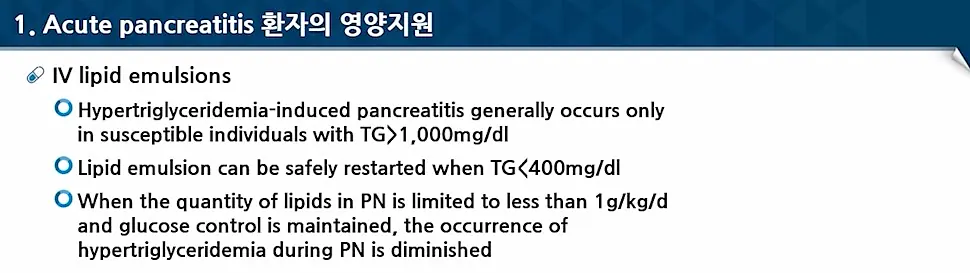 1. Acute pancreatitis 환자의 영양지원
IV lipid emulsions
Hypertriglyceridemia-induced pancreatitis generally occurs only
in susceptible individuals with TG>1,000mg/dl
Lipid emulsion can be safely restarted when TG<400mg/dl
When the quantity of lipids in PN is limited to less than 1g/kg/d
and glucose control is maintained, the occurrence of
hypertriglyceridemia during PN is diminished